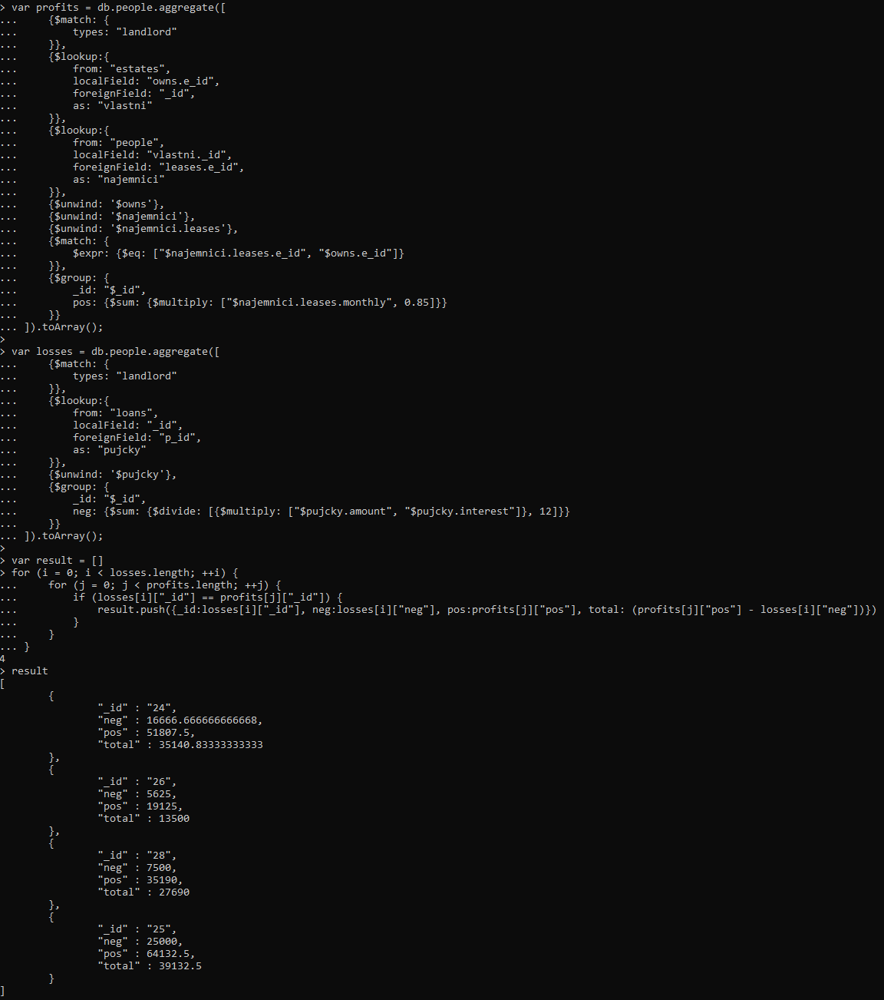 > var profits = db.people.aggregate([
...     {$match: {
...         types: "landlord"
...     }},
...     {$lookup:{
...         from: "estates",
...         localField: "owns.e_id",
...         foreignField: "_id",
...         as: "vlastni"
...     }},
...     {$lookup:{
...         from: "people",
...         localField: "vlastni._id",
...         foreignField: "leases.e_id",
...         as: "najemnici"
...     }},
...     {$unwind: '$owns'},
...     {$unwind: '$najemnici'},
...     {$unwind: '$najemnici.leases'},
...     {$match: {
...         $expr: {$eq: ["$najemnici.leases.e_id", "$owns.e_id"]}
...     }},
...     {$group: {
...         _id: "$_id",
...         pos: {$sum: {$multiply: ["$najemnici.leases.monthly", 0.85]}}
...     }}
... ]).toArray();
>
> var losses = db.people.aggregate([
...     {$match: {
...         types: "landlord"
...     }},
...     {$lookup:{
...         from: "loans",
...         localField: "_id",
...         foreignField: "p_id",
...         as: "pujcky"
...     }},
...     {$unwind: '$pujcky'},
...     {$group: {
...         _id: "$_id",
...         neg: {$sum: {$divide: [{$multiply: ["$pujcky.amount", "$pujcky.interest"]}, 12]}}
...     }}
... ]).toArray();
>
> var result = []
> for (i = 0; i < losses.length; ++i) {
...     for (j = 0; j < profits.length; ++j) {
...         if (losses[i]["_id"] == profits[j]["_id"]) {
...             result.push({_id:losses[i]["_id"], neg:losses[i]["neg"], pos:profits[j]["pos"], total: (profits[j]["pos"] - losses[i]["neg"])})
...         }
...     }
... }
4
> result
[
        {
                "_id" : "24",
                "neg" : 16666.666666666668,
                "pos" : 51807.5,
                "total" : 35140.83333333333
        },
        {
                "_id" : "26",
                "neg" : 5625,
                "pos" : 19125,
                "total" : 13500
        },
        {
                "_id" : "28",
                "neg" : 7500,
                "pos" : 35190,
                "total" : 27690
        },
        {
                "_id" : "25",
                "neg" : 25000,
                "pos" : 64132.5,
                "total" : 39132.5
        }
]